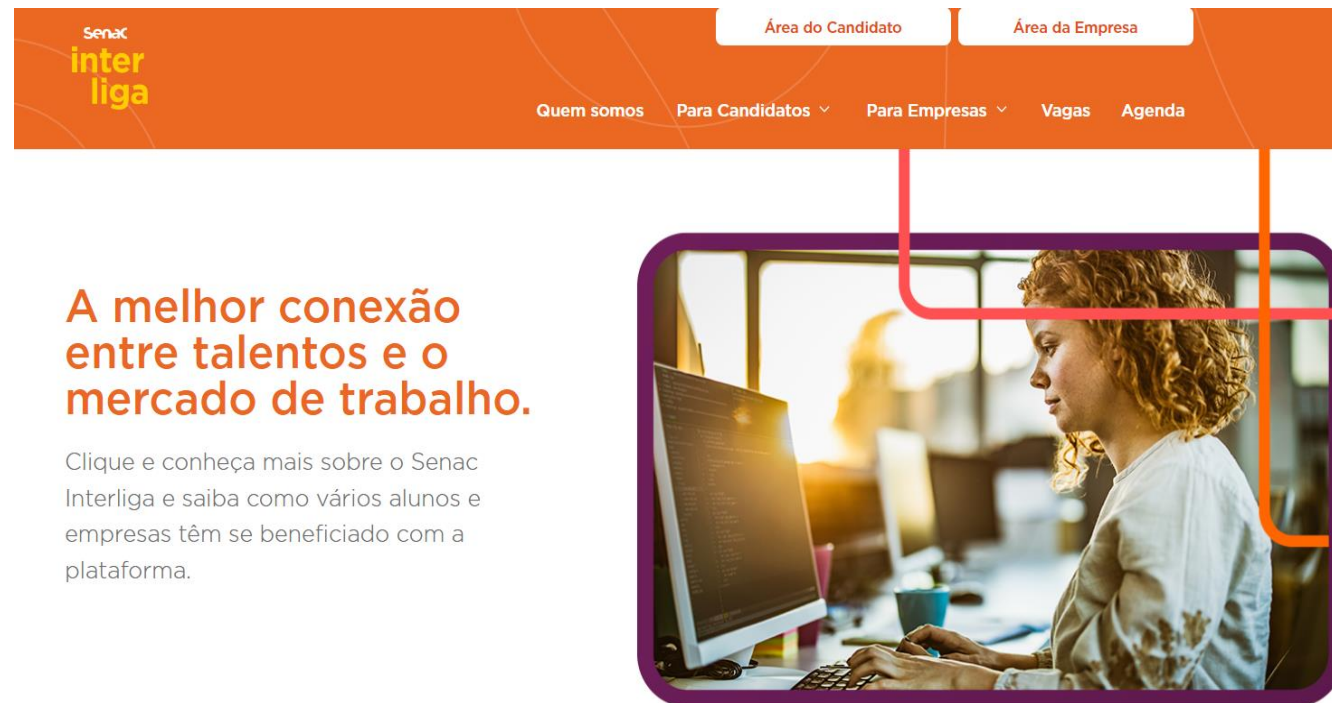 Senac
inter
liga
Área do Candidato
Área da Empresa
Quem somos
Para Candidatos
Para Empresas
Vagas
Agenda
A melhor conexão
entre talentos e o
mercado de trabalho.
Clique e conheça mais sobre o Senac
Interliga e saiba como vários alunos e
empresas têm se beneficiado com a
plataforma.